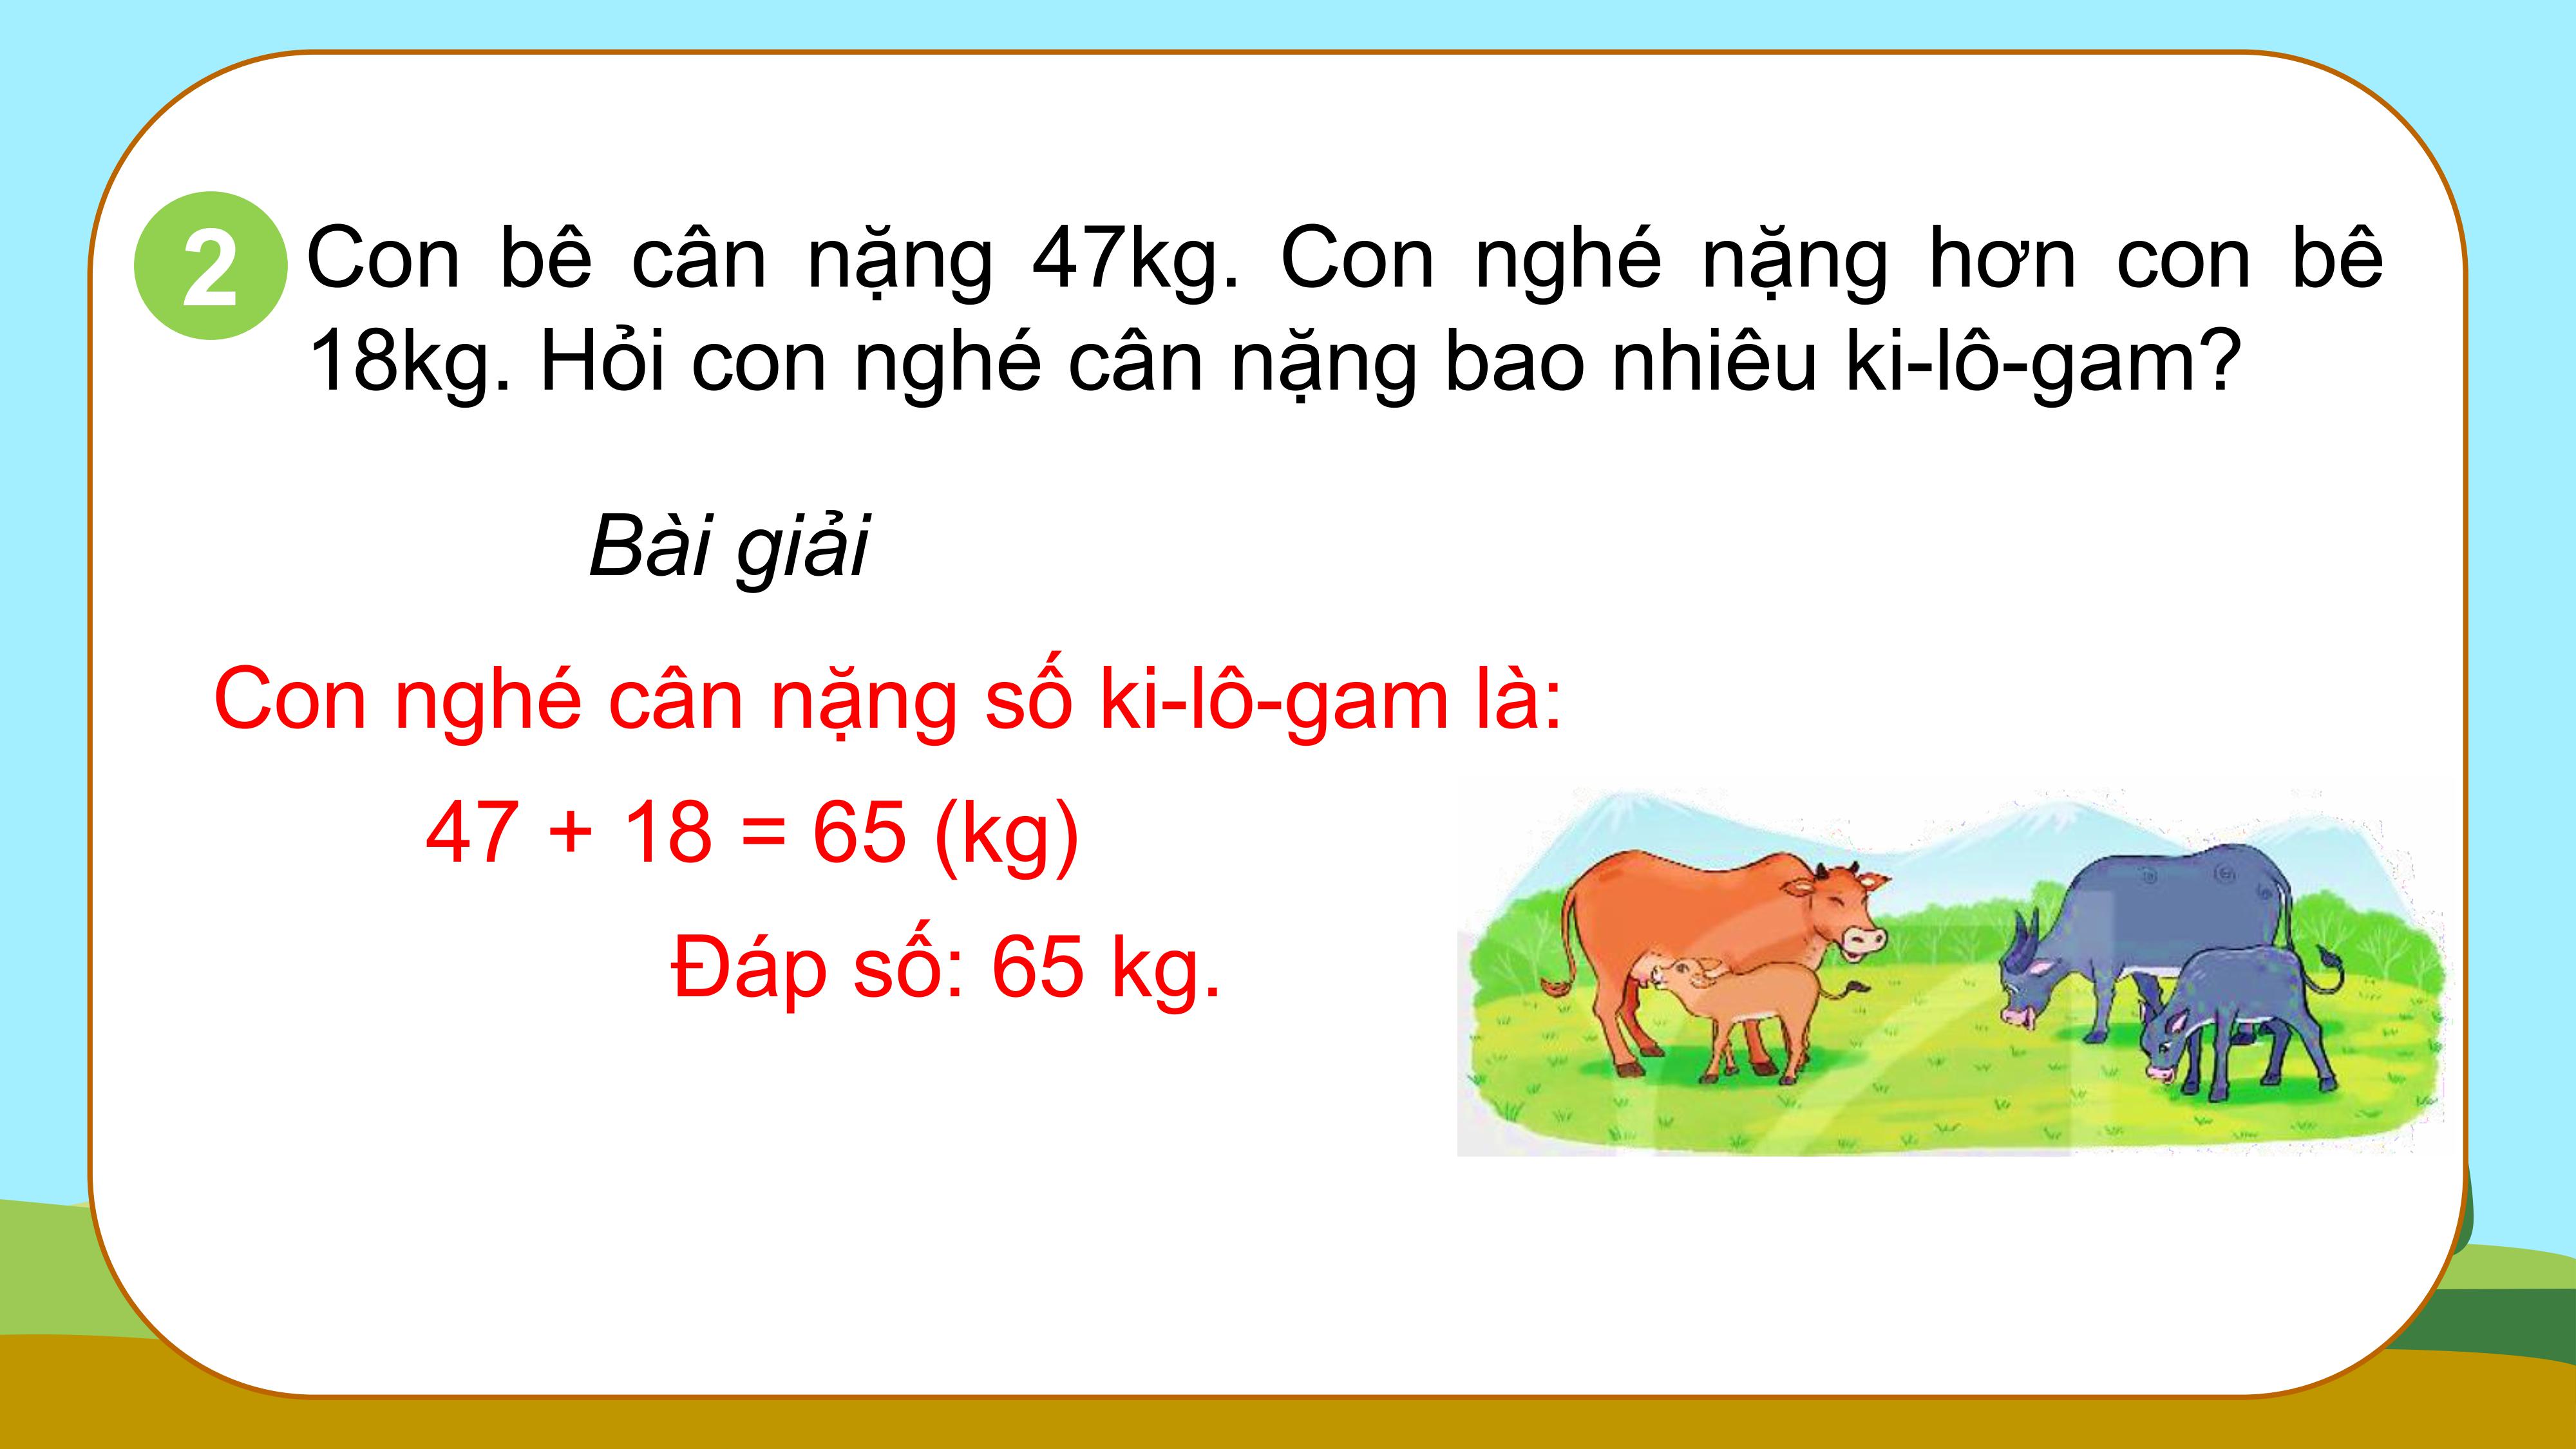 2
Con bê cân nặng 47kg. Con nghé nặng hơn con bê
18kg. Hỏi con nghé cân nặng bao nhiêu ki-lô-gam?
Bài giải
Con nghé cân nặng số ki-lô-gam là:
47 + 18 = 65 (kg)
Đáp số: 65 kg.